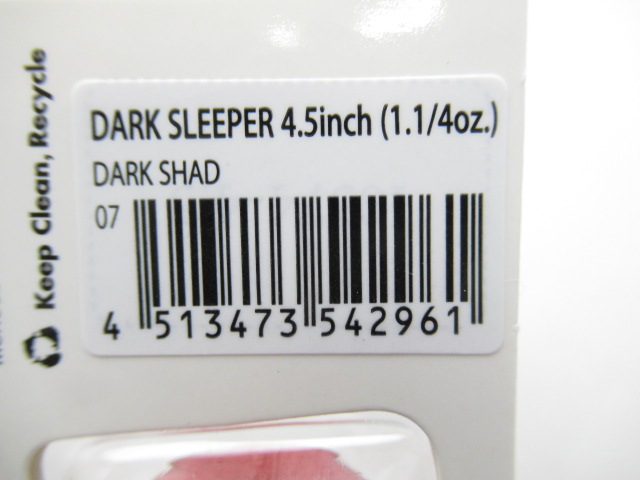 Keep Clean, Recycle
DARK SLEEPER 4.5inch (1.1/4oz.)
DARK SHAD
07
4 513473 542961